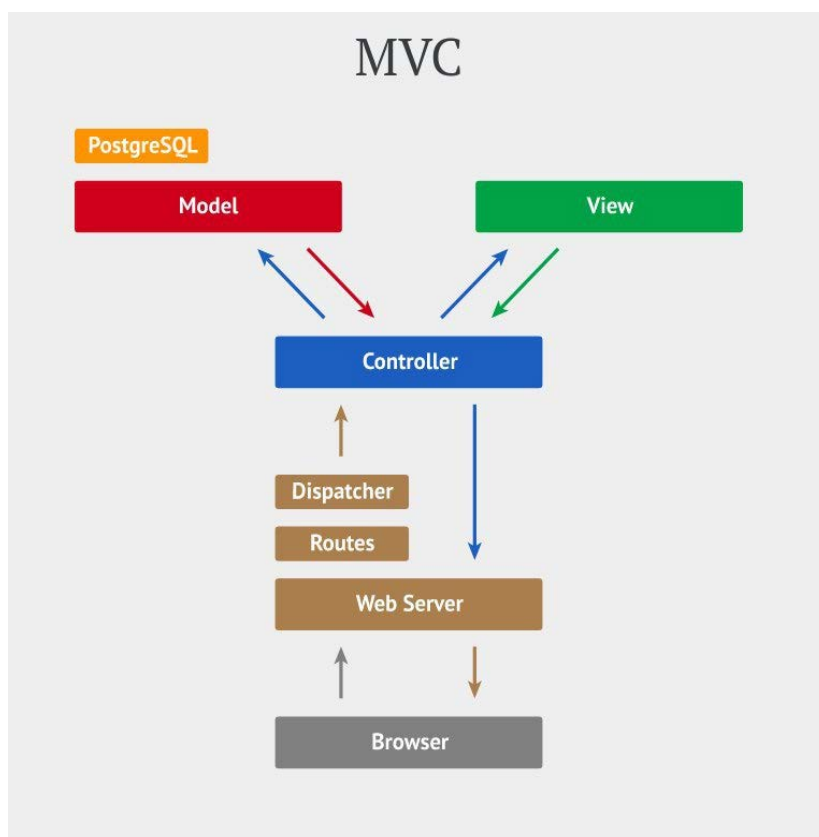 MVC
PostgreSQL
Model
View
Controller
Dispatcher
Routes
Web Server
Browser